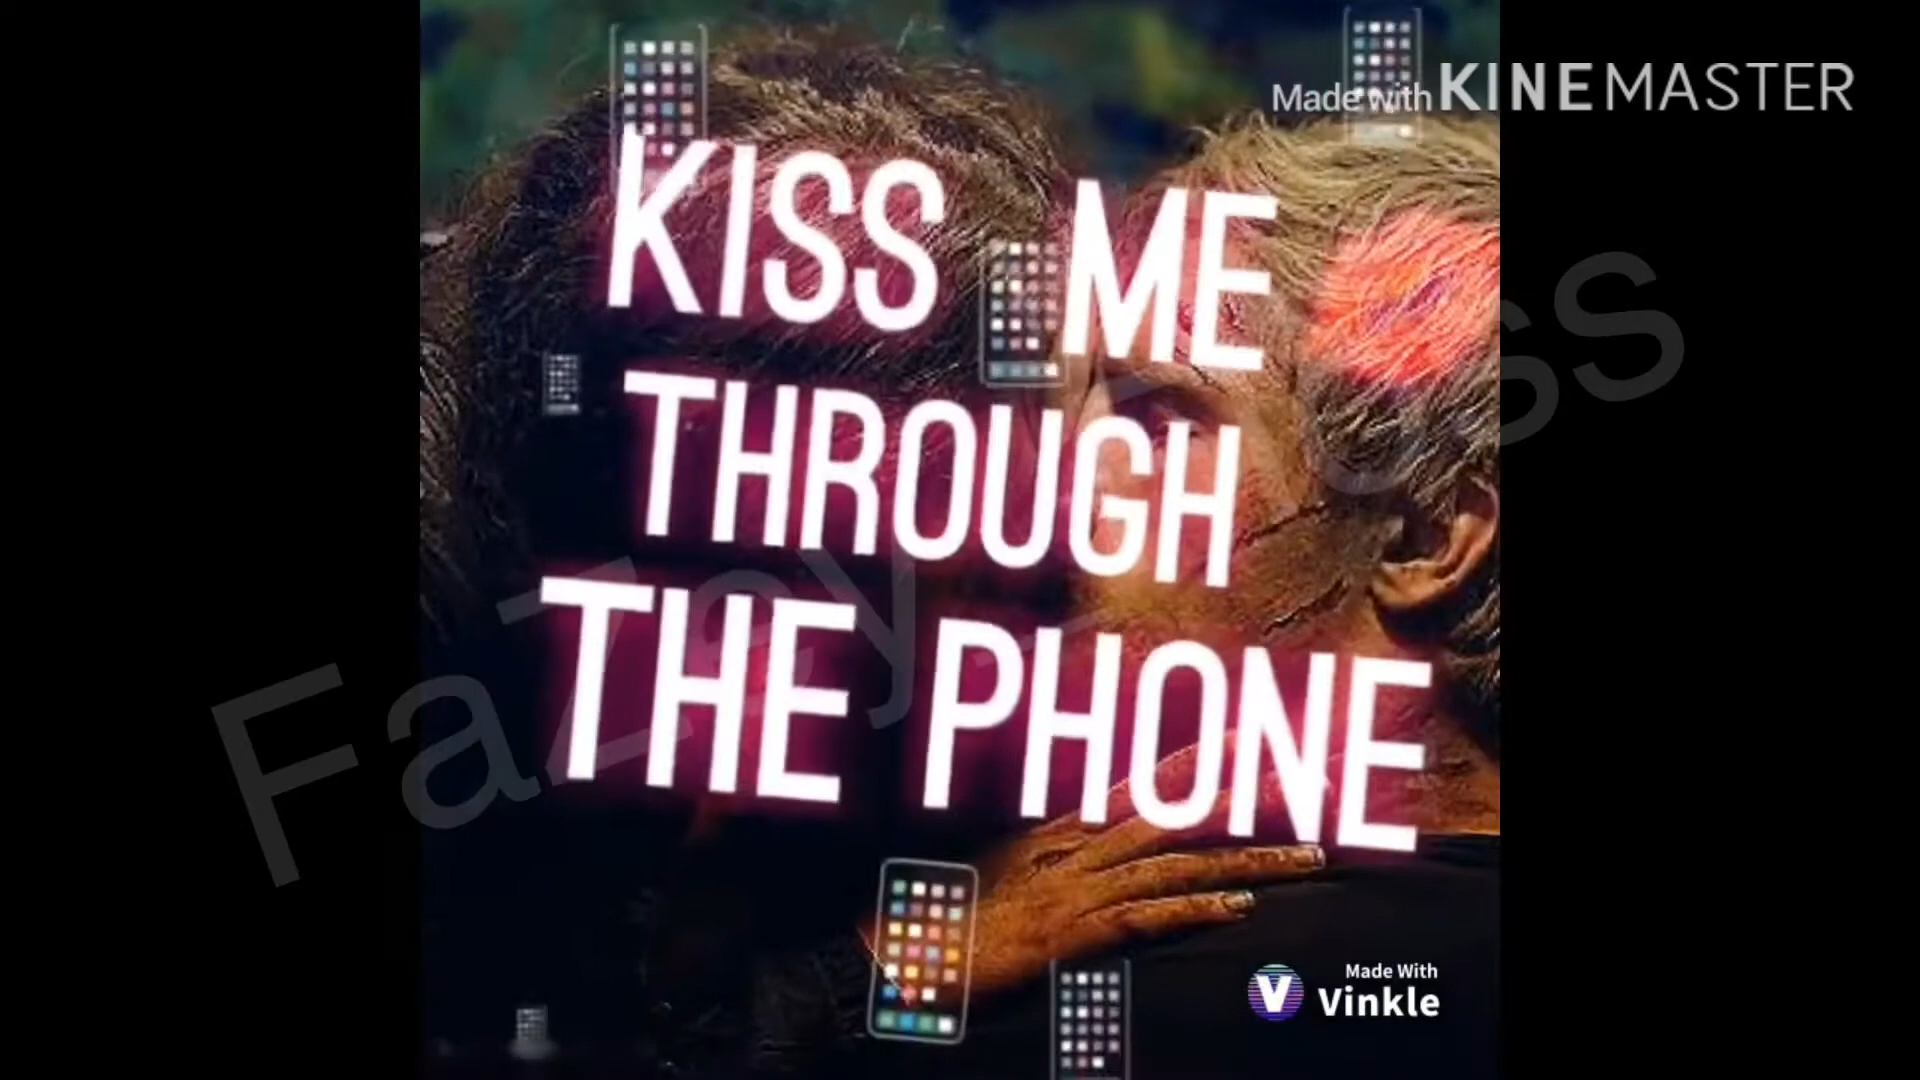 Made with KINEMASTER
KISS ME
THROUGH
THE PHONE
Made With
Vinkle